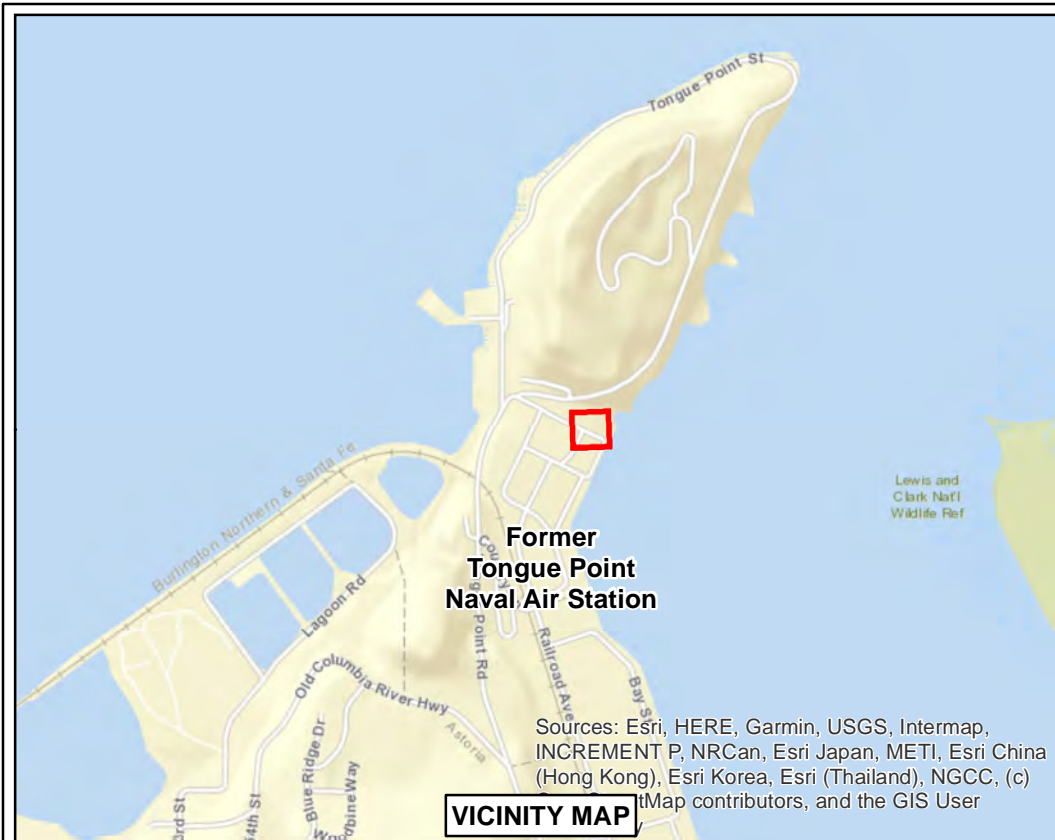 Tongue Point St
Burlington Northern & Santa Fe
Lewis and
Clark Nat'l
Wildlife Ref
Former
Tongue Point
Naval Air Station
Lagoon Rd
Point Rd
Railroad Ave
Bay St
Old Columbia River Hwy
Astoria
Blue Ridge Dr
Sources: Esri, HERE, Garmin, USGS, Intermap,
INCREMENT P, NRCan, Esri Japan, METI, Esri China
(Hong Kong), Esri Korea, Esri (Thailand), NGCC, (c)
tMap contributors, and the GIS User
VICINITY MAP